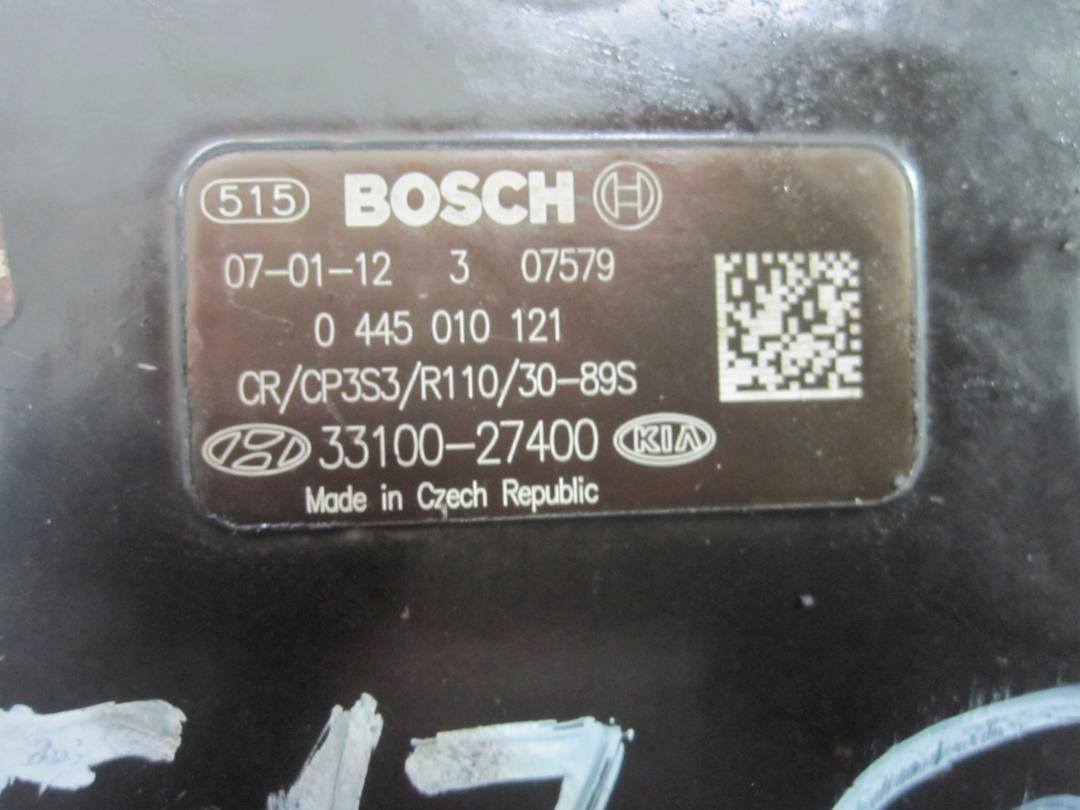 515 BOSCH
07-01-12 3 07579
0 445 010 121
CR/CP3S3/R110/30-89S
33100-27400 KIA
Made in Czech Republic